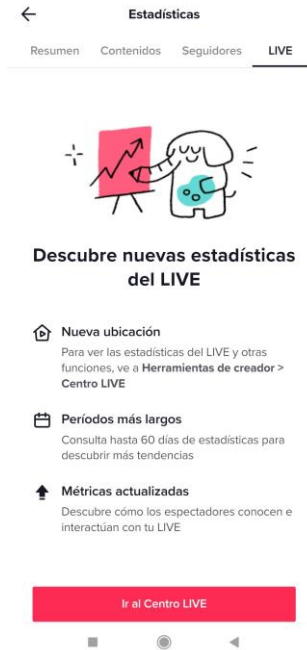 Estadísticas
Resumen Contenidos Seguidores LIVE
Descubre nuevas estadísticas
del LIVE
Nueva ubicación
Para ver las estadísticas del LIVE y otras
funciones, ve a Herramientas de creador >
Centro LIVE
Períodos más largos
Consulta hasta 60 días de estadísticas para
descubrir más tendencias
Métricas actualizadas
Descubre cómo los espectadores conocen e
interactúan con tu LIVE
Ir al Centro LIVE